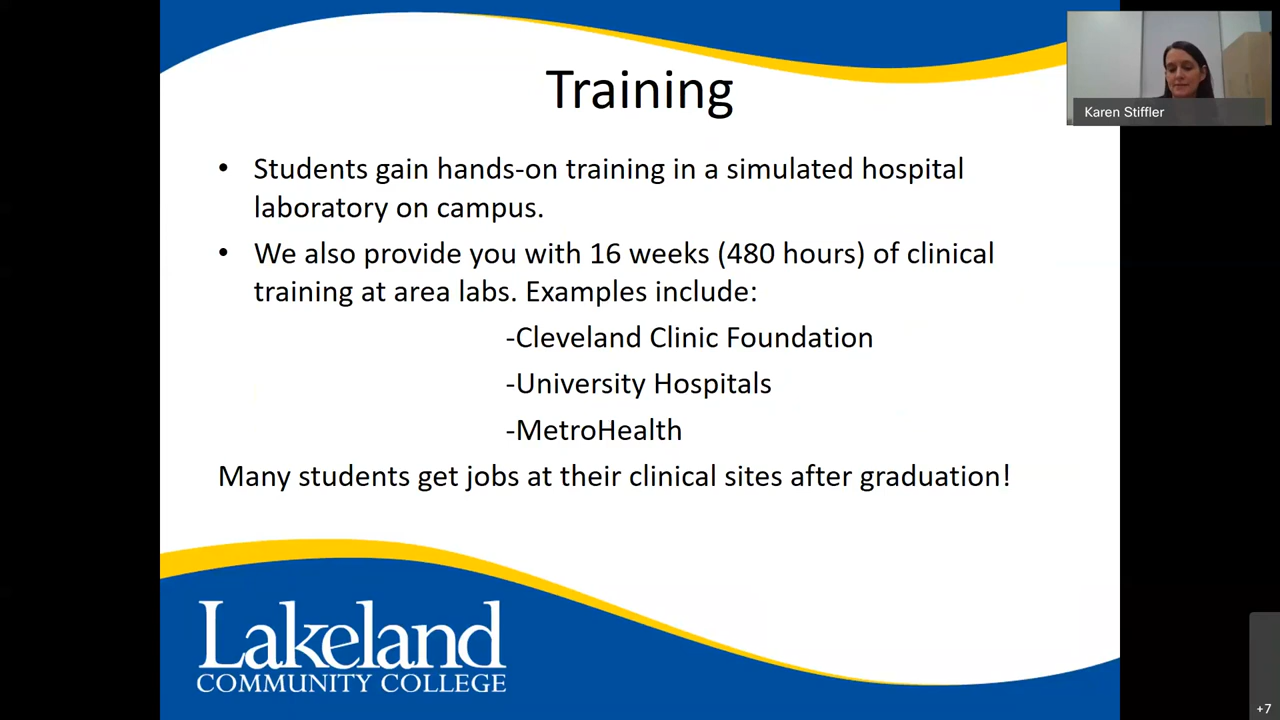 Training
Karen Stiffler
• Students gain hands-on training in a simulated hospital
laboratory on campus.
• We also provide you with 16 weeks (480 hours) of clinical
training at area labs. Examples include:
-Cleveland Clinic Foundation
-University Hospitals
-MetroHealth
Many students get jobs at their clinical sites after graduation!
Lakeland
COMMUNITY COLLEGE
+7